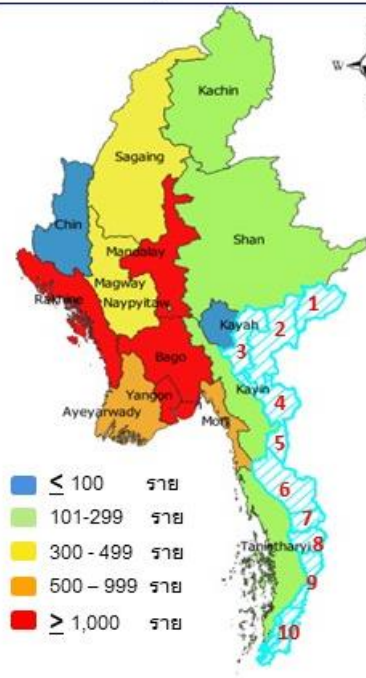 W
Kachin
Sagaing
Shan
Chin
Mandalay
Magway
Rakhine
Naypyitaw
Kayah
1
2
3
Bago
Kayin
4
Yangon
Ayeyarwady
Mon
5
6
7
Tanintharyi
8
9
10
≤ 100 ราย
101-299 ราย
300 - 499 ราย
500 – 999 ราย
≥ 1,000 ราย